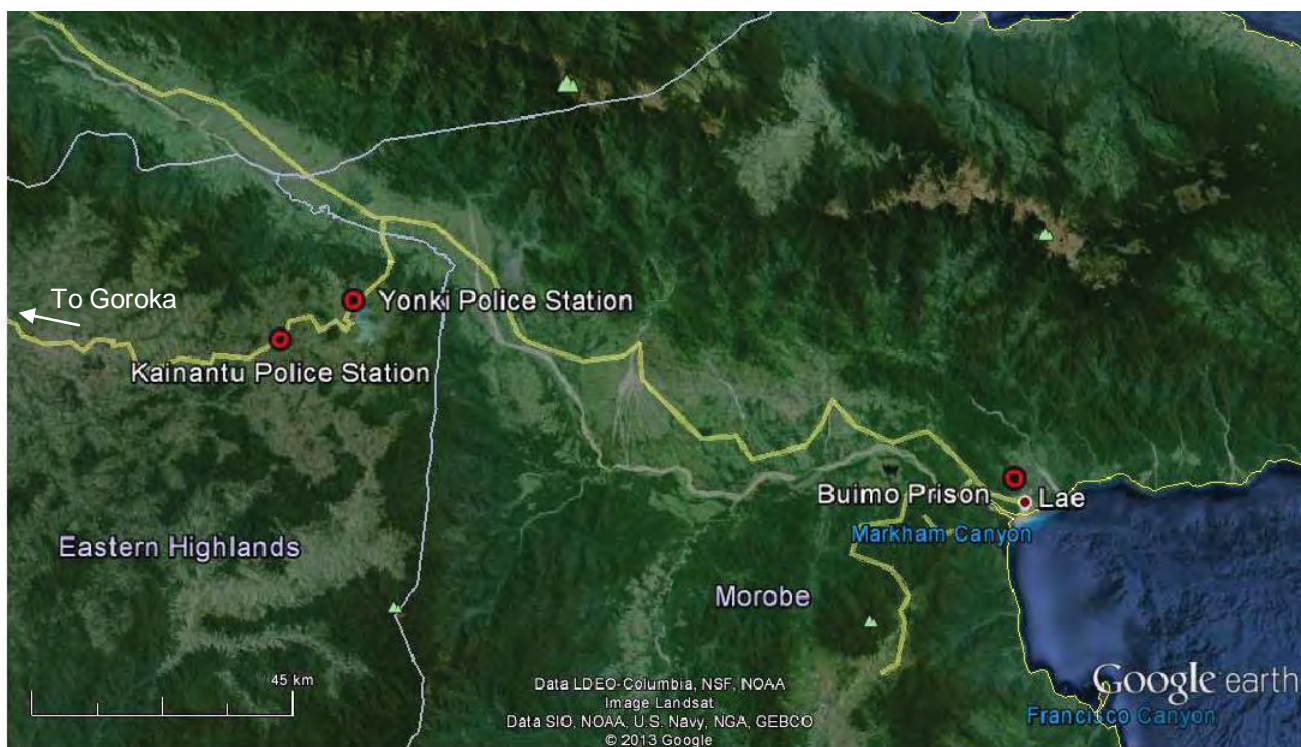 To Goroka
Yonki Police Station
Kainantu Police Station
Buimo Prison
Lae
Markham Canyon
Eastern Highlands
Morobe
45 km
Data LDEO-Columbia, NSF, NOAA
Image Landsat
Data SIO, NOAA, U.S. Navy, NGA, GEBCO
© 2013 Google
Google earth
Francisco Canyon